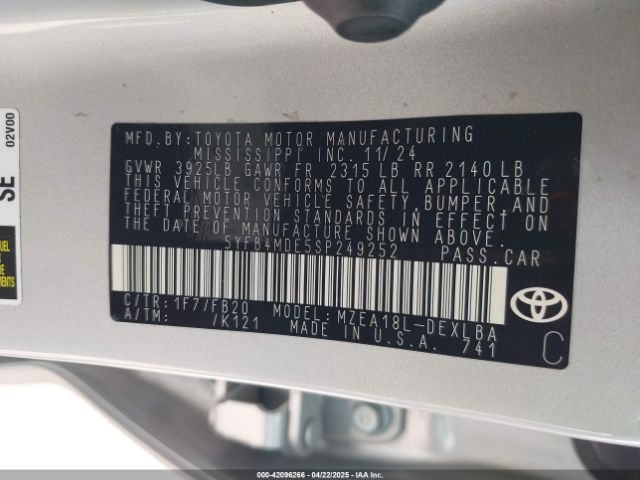 MFD. BY: TOYOTA MOTOR MANUFACTURING
MISSISSIPPI INC. 11/24
GVWR 3925LB GAWR FR 2315 LB RR 2140 LB
THIS VEHICLE CONFORMS TO ALL APPLICABLE
FEDERAL MOTOR VEHICLE SAFETY, BUMPER, AND
THEFT PREVENTION STANDARDS IN EFFECT
ON THE DATE OF MANUFACTURE SHOWN ABOVE.
5YFB4MDE5SP249252 PASS. CAR
C/TR: 1F7/FB20 MODEL: MZEA18L-DEXLBA
A/TM: /K121 MADE IN U.S.A. 741
TOYOTA
C
SE 02V00
000-42096266 - 04/22/2025 - IAA Inc.